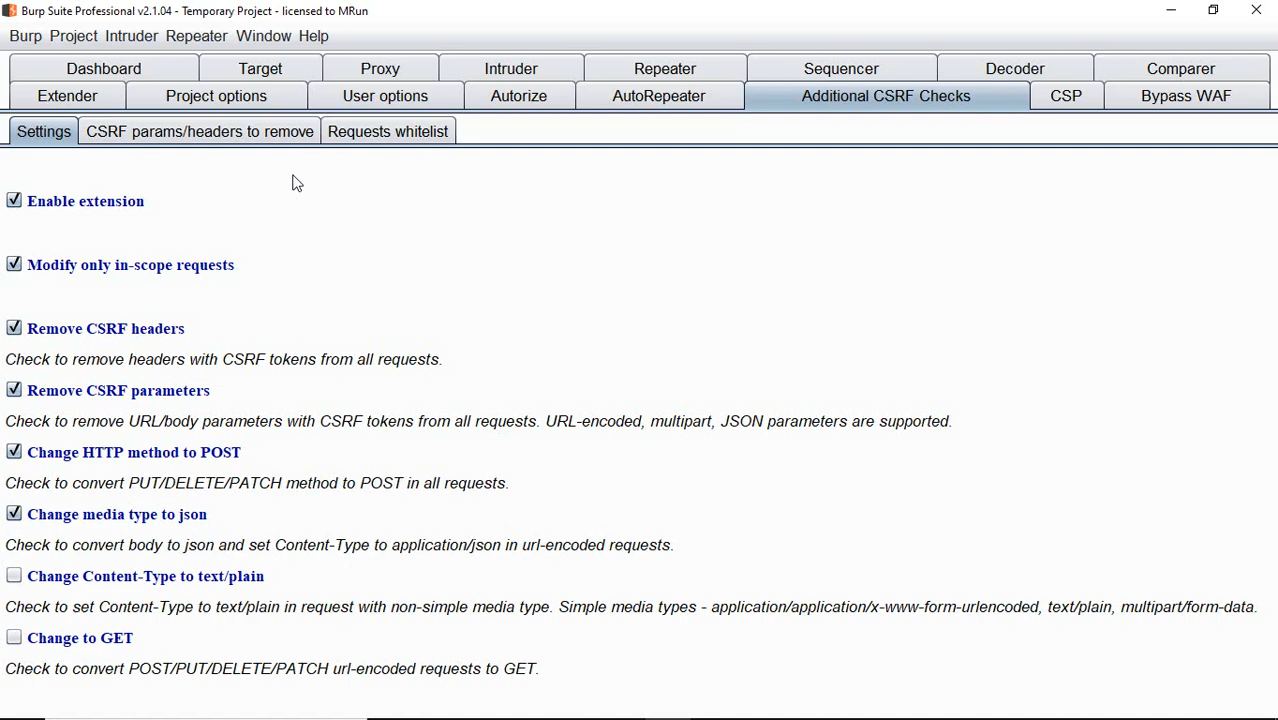 Burp Suite Professional v2.1.04 - Temporary Project - licensed to MRun
Burp Project Intruder Repeater Window Help
Dashboard Target Proxy Intruder Repeater Sequencer Decoder Comparer
Extender Project options User options Autorize AutoRepeater Additional CSRF Checks CSP Bypass WAF
Settings CSRF params/headers to remove Requests whitelist
Enable extension
Modify only in-scope requests
Remove CSRF headers
Check to remove headers with CSRF tokens from all requests.
Remove CSRF parameters
Check to remove URL/body parameters with CSRF tokens from all requests. URL-encoded, multipart, JSON parameters are supported.
Change HTTP method to POST
Check to convert PUT/DELETE/PATCH method to POST in all requests.
Change media type to json
Check to convert body to json and set Content-Type to application/json in url-encoded requests.
Change Content-Type to text/plain
Check to set Content-Type to text/plain in request with non-simple media type. Simple media types - application/application/x-www-form-urlencoded, text/plain, multipart/form-data.
Change to GET
Check to convert POST/PUT/DELETE/PATCH url-encoded requests to GET.